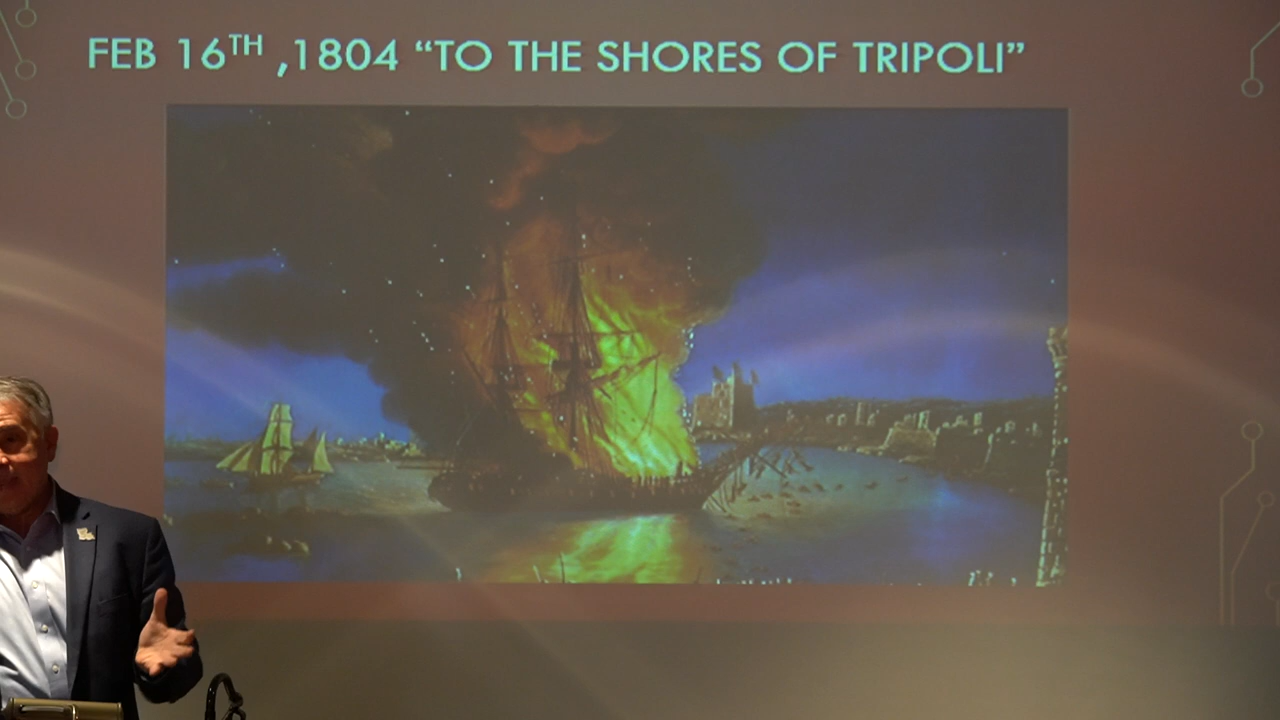 FEB 16TH ,1804 “TO THE SHORES OF TRIPOLI”